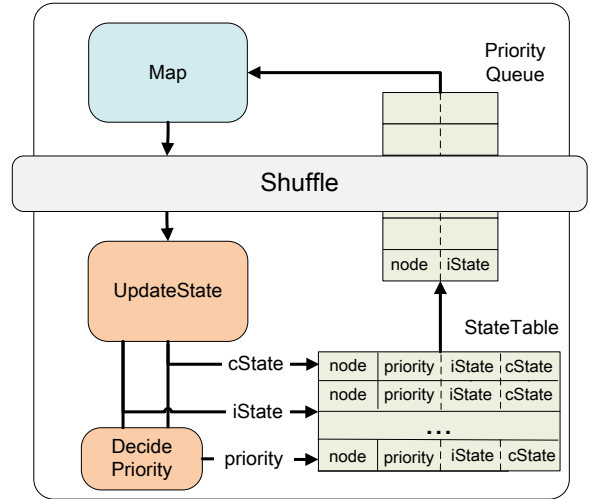 Map
Priority
Queue
Shuffle
node iState
UpdateState
StateTable
cState
node priority iState cState
node priority iState cState
iState
...
Decide
Priority
priority
node priority iState cState